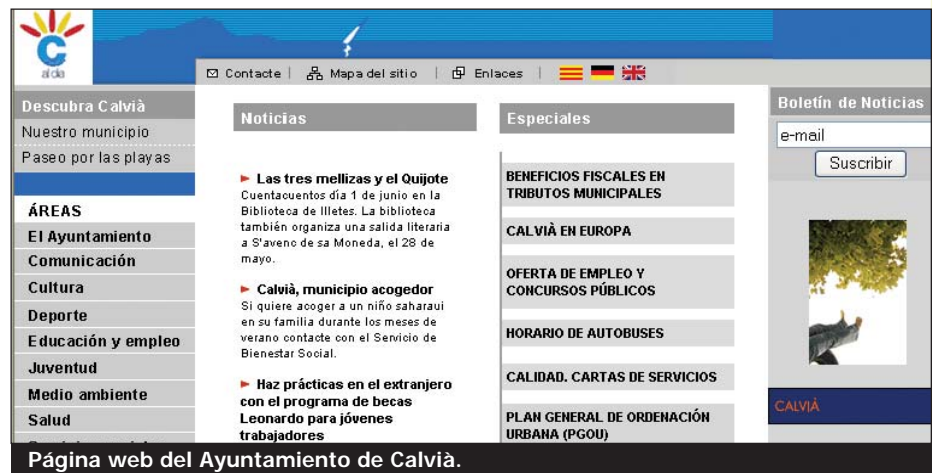 al dia
Contacte | Mapa del sitio | Enlaces |
Descubra Calvià
Nuestro municipio
Paseo por las playas
ÁREAS
El Ayuntamiento
Comunicación
Cultura
Deporte
Educación y empleo
Juventud
Medio ambiente
Salud
Noticias
Las tres mellizas y el Quijote
Cuentacuentos día 1 de junio en la
Biblioteca de Illetes. La biblioteca
también organiza una salida literaria
a S'avenc de sa Moneda, el 28 de
mayo.
Calvià, municipio acogedor
Si quiere acoger a un niño saharaui
en su familia durante los meses de
verano contacte con el Servicio de
Bienestar Social.
Haz prácticas en el extranjero
con el programa de becas
Leonardo para jóvenes
trabajadores
Especiales
BENEFICIOS FISCALES EN
TRIBUTOS MUNICIPALES
CALVIÀ EN EUROPA
OFERTA DE EMPLEO Y
CONCURSOS PÚBLICOS
HORARIO DE AUTOBUSES
CALIDAD. CARTAS DE SERVICIOS
PLAN GENERAL DE ORDENACIÓN
URBANA (PGOU)
Boletín de Noticias
e-mail
Suscribir
CALVIÀ
Página web del Ayuntamiento de Calvià.